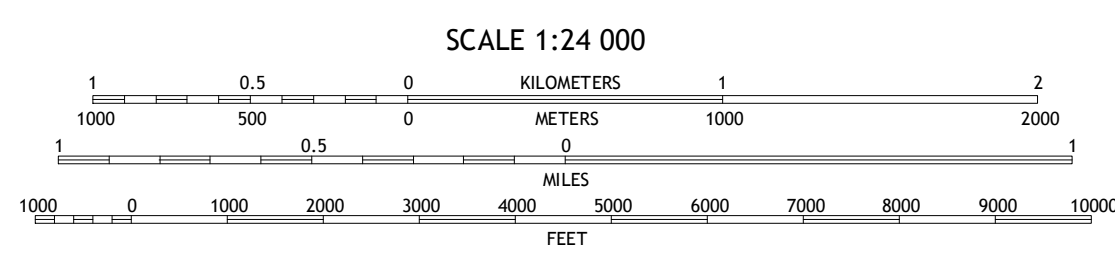 SCALE 1:24 000
1 0.5 0 KILOMETERS 1 2
1000 500 0 METERS 1000 2000
1 0.5 0 1
MILES
1000 0 1000 2000 3000 4000 5000 6000 7000 8000 9000 10000
FEET